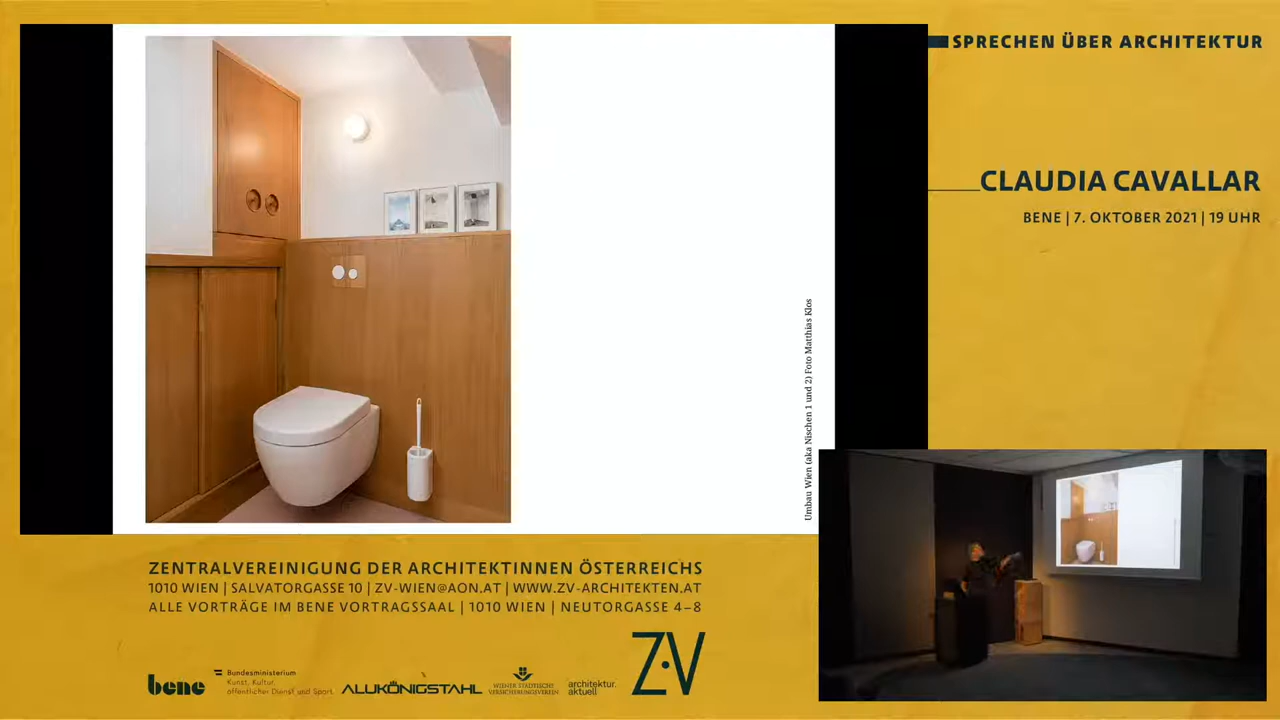 SPRECHEN ÜBER ARCHITEKTUR
CLAUDIA CAVALLAR
BENE | 7. OKTOBER 2021 | 19 UHR
Umbau Wien (aka Nischen 1 und 2) Foto Matthias Klos
ZENTRALVEREINIGUNG DER ARCHITEKTINNEN ÖSTERREICHS
1010 WIEN | SALVATORGASSE 10 | ZV-WIEN@AON.AT | WWW.ZV-ARCHITEKTEN.AT
ALLE VORTRÄGE IM BENE VORTRAGSSAAL | 1010 WIEN | NEUTORGASSE 4–8
bene
Bundesministerium
Kunst, Kultur,
öffentlicher Dienst und Sport
ALUKÖNIGSTAHL
WIENER STÄDTISCHE
VERSICHERUNGSVEREIN
architektur.
aktuell
ZV